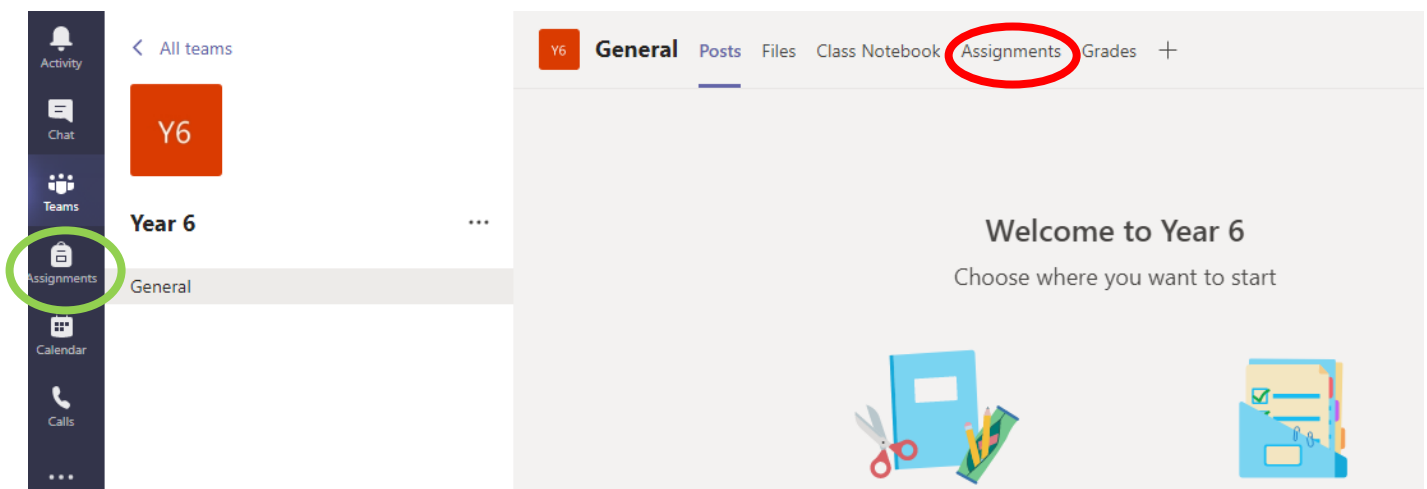 Activity
Chat
Teams
Assignments
Calendar
Calls
All teams
Y6
Year 6
General
Y6 General Posts Files Class Notebook Assignments Grades
Welcome to Year 6
Choose where you want to start